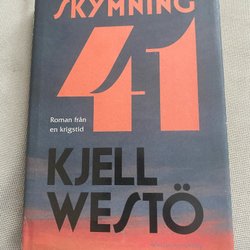 SKYMNING
41
Roman från
en krigstid
KJELL
WESTÖ